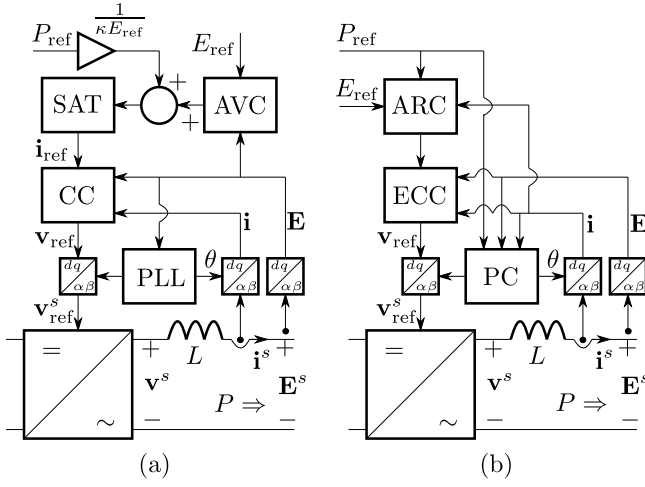 P_ref
1
κE_ref
E_ref
+
+
SAT
AVC
i_ref
CC
i
E
v_ref
dq
αβ
PLL
θ
dq
αβ
dq
αβ
v^s_ref
=
∼
+
L
+
i^s
v^s
E^s
P ⇒
−
−
(a)
P_ref
E_ref
ARC
ECC
i
E
v_ref
dq
αβ
PC
θ
dq
αβ
dq
αβ
v^s_ref
=
∼
+
L
+
i^s
v^s
E^s
P ⇒
−
−
(b)